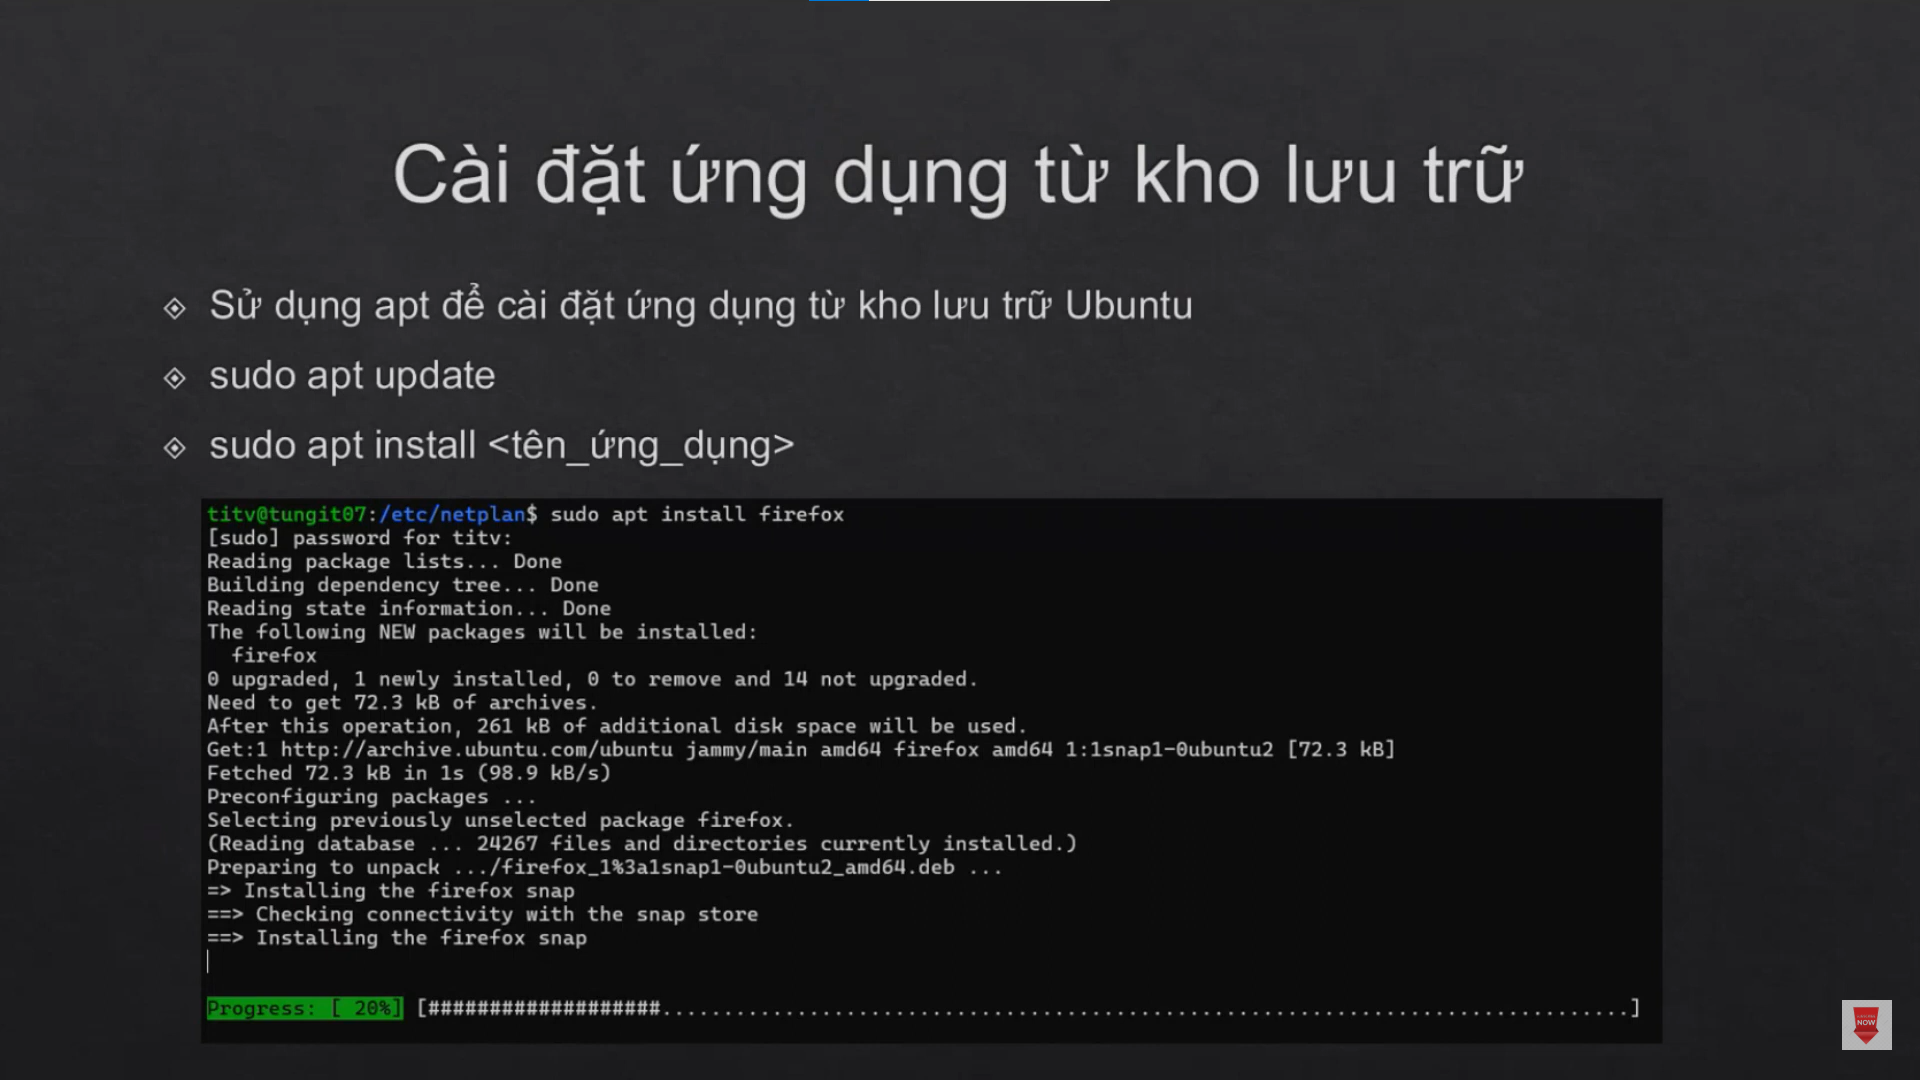 Cài đặt ứng dụng từ kho lưu trữ
Sử dụng apt để cài đặt ứng dụng từ kho lưu trữ Ubuntu
sudo apt update
sudo apt install <tên_ứng_dụng>
titv@tungit07:/etc/netplan$ sudo apt install firefox
[sudo] password for titv:
Reading package lists... Done
Building dependency tree... Done
Reading state information... Done
The following NEW packages will be installed:
  firefox
0 upgraded, 1 newly installed, 0 to remove and 14 not upgraded.
Need to get 72.3 kB of archives.
After this operation, 261 kB of additional disk space will be used.
Get:1 http://archive.ubuntu.com/ubuntu jammy/main amd64 firefox amd64 1:1snap1-0ubuntu2 [72.3 kB]
Fetched 72.3 kB in 1s (98.9 kB/s)
Preconfiguring packages ...
Selecting previously unselected package firefox.
(Reading database ... 24267 files and directories currently installed.)
Preparing to unpack .../firefox_1%3a1snap1-0ubuntu2_amd64.deb ...
=> Installing the firefox snap
==> Checking connectivity with the snap store
==> Installing the firefox snap
Progress: [ 20%] [###################...............................................................................]
NOW